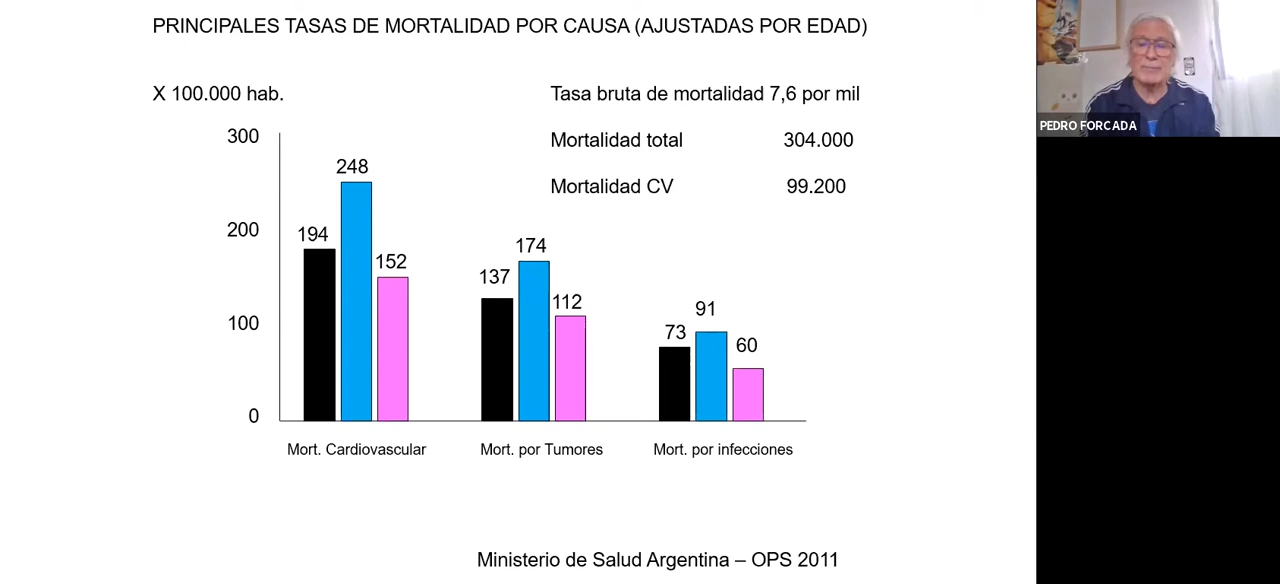 PRINCIPALES TASAS DE MORTALIDAD POR CAUSA (AJUSTADAS POR EDAD)
X 100.000 hab.
Tasa bruta de mortalidad 7,6 por mil
Mortalidad total 304.000
Mortalidad CV 99.200
300
200
100
0
194
248
152
137
174
112
73
91
60
Mort. Cardiovascular
Mort. por Tumores
Mort. por infecciones
Ministerio de Salud Argentina – OPS 2011
PEDRO FORCADA